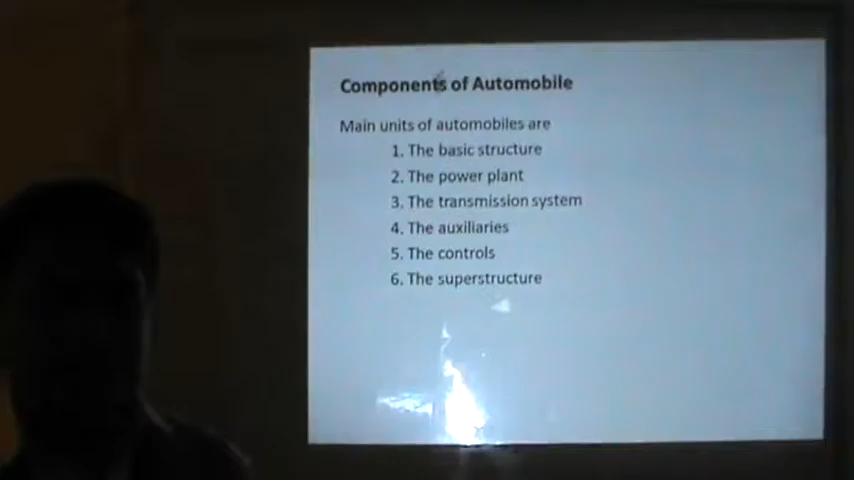 Components of Automobile
Main units of automobiles are
1. The basic structure
2. The power plant
3. The transmission system
4. The auxiliaries
5. The controls
6. The superstructure